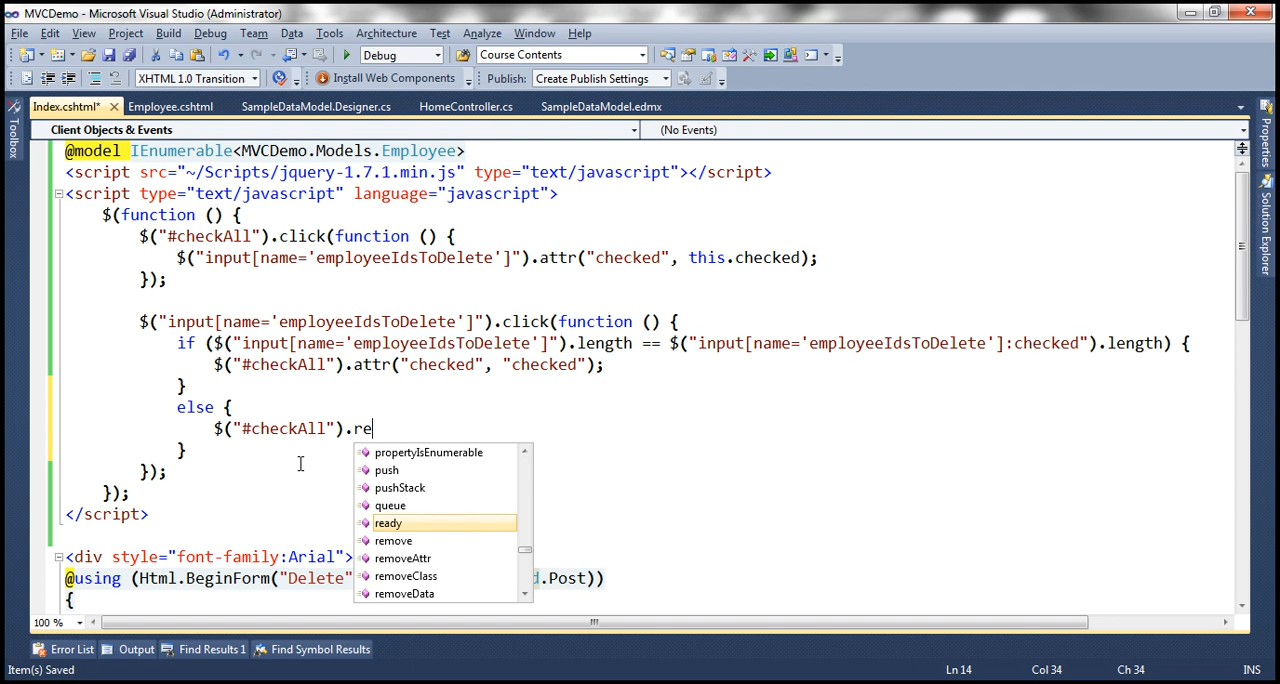 MVCDemo - Microsoft Visual Studio (Administrator)
File Edit View Project Build Debug Team Data Tools Architecture Test Analyze Window Help
Debug Course Contents
XHTML 1.0 Transition Install Web Components Publish: Create Publish Settings
Index.cshtml* Employee.cshtml SampleDataModel.Designer.cs HomeController.cs SampleDataModel.edmx
Client Objects & Events (No Events)
Toolbox
Properties
Solution Explorer
@model IEnumerable<MVCDemo.Models.Employee>
<script src="~/Scripts/jquery-1.7.1.min.js" type="text/javascript"></script>
<script type="text/javascript" language="javascript">
$(function () {
$("#checkAll").click(function () {
$("input[name='employeeIdsToDelete']").attr("checked", this.checked);
});
$("input[name='employeeIdsToDelete']").click(function () {
if ($("input[name='employeeIdsToDelete']").length == $("input[name='employeeIdsToDelete']:checked").length) {
$("#checkAll").attr("checked", "checked");
}
else {
$("#checkAll").re
}
});
});
</script>
propertyIsEnumerable
push
pushStack
queue
ready
remove
removeAttr
removeClass
removeData
<div style="font-family:Arial">
@using (Html.BeginForm("Delete" d.Post))
{
100 %
Error List Output Find Results 1 Find Symbol Results
Item(s) Saved Ln 14 Col 34 Ch 34 INS